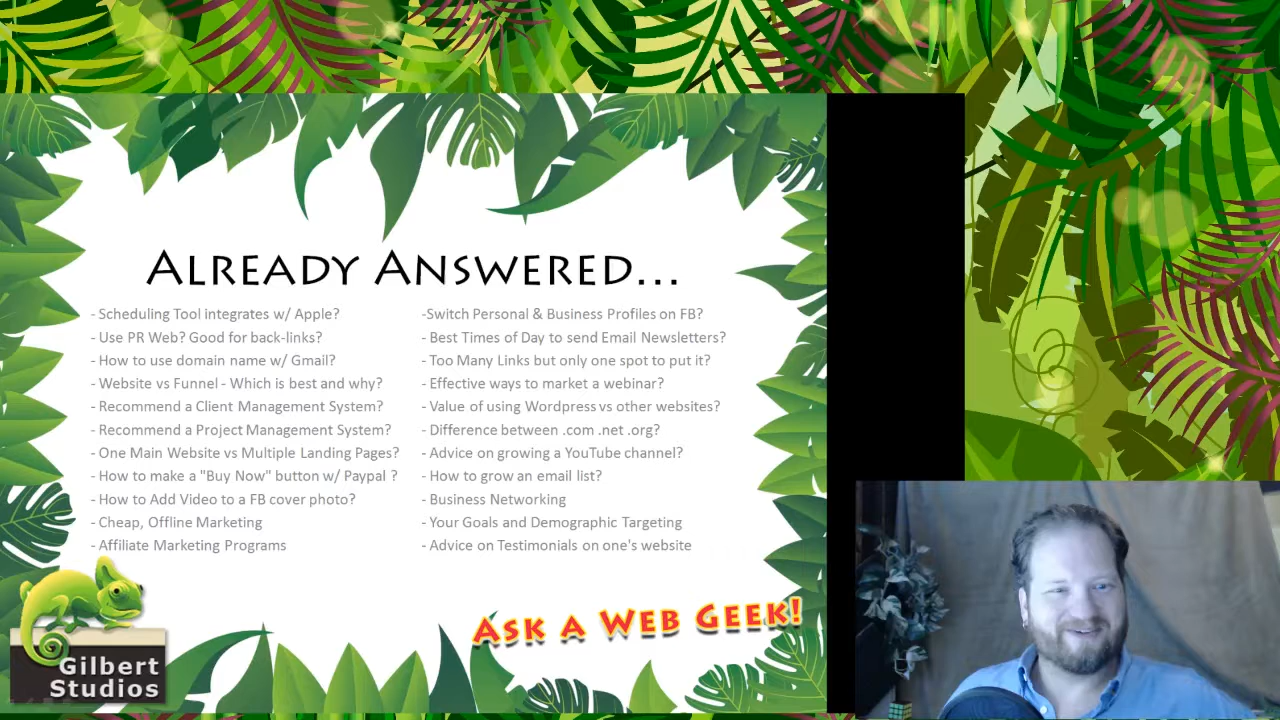 Already Answered...
- Scheduling Tool integrates w/ Apple?
- Use PR Web? Good for back-links?
- How to use domain name w/ Gmail?
- Website vs Funnel - Which is best and why?
- Recommend a Client Management System?
- Recommend a Project Management System?
- One Main Website vs Multiple Landing Pages?
- How to make a "Buy Now" button w/ Paypal ?
- How to Add Video to a FB cover photo?
- Cheap, Offline Marketing
- Affiliate Marketing Programs
-Switch Personal & Business Profiles on FB?
- Best Times of Day to send Email Newsletters?
- Too Many Links but only one spot to put it?
- Effective ways to market a webinar?
- Value of using Wordpress vs other websites?
- Difference between .com .net .org?
- Advice on growing a YouTube channel?
- How to grow an email list?
- Business Networking
- Your Goals and Demographic Targeting
- Advice on Testimonials on one's website
Ask a Web Geek!
Gilbert
Studios